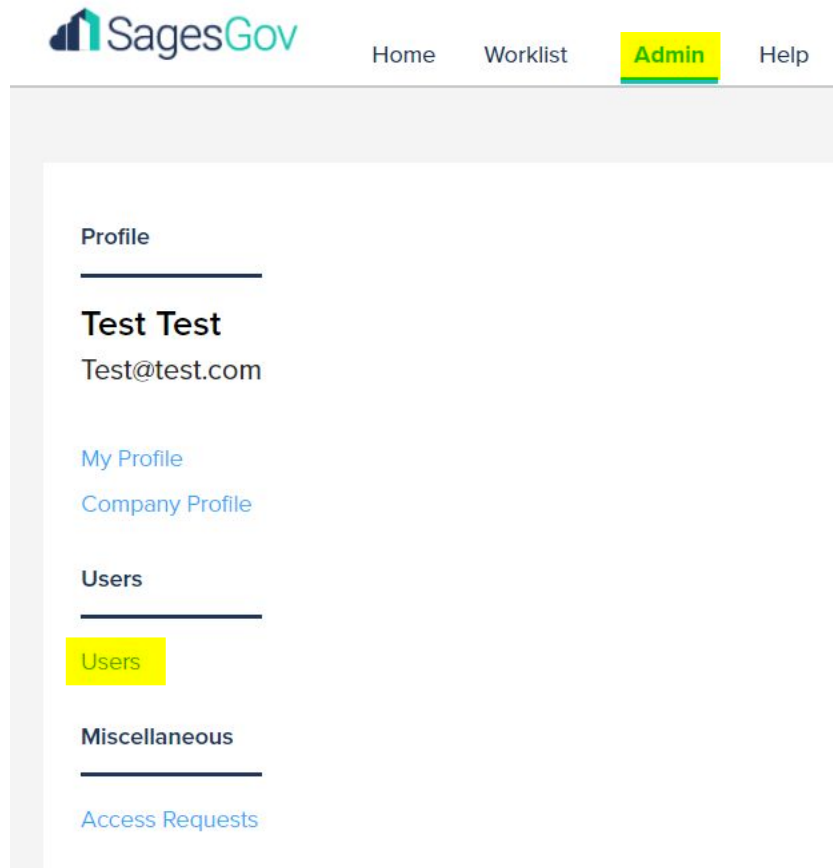 SagesGov
Home Worklist Admin Help
Profile
Test Test
Test@test.com
My Profile
Company Profile
Users
Users
Miscellaneous
Access Requests